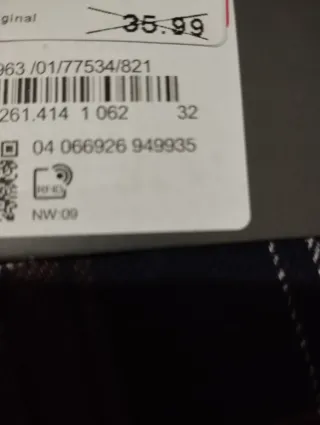 ginal 35.99
963 /01/77534/821
261.414 1 062 32
04 066926 949935
RFID
NW:09